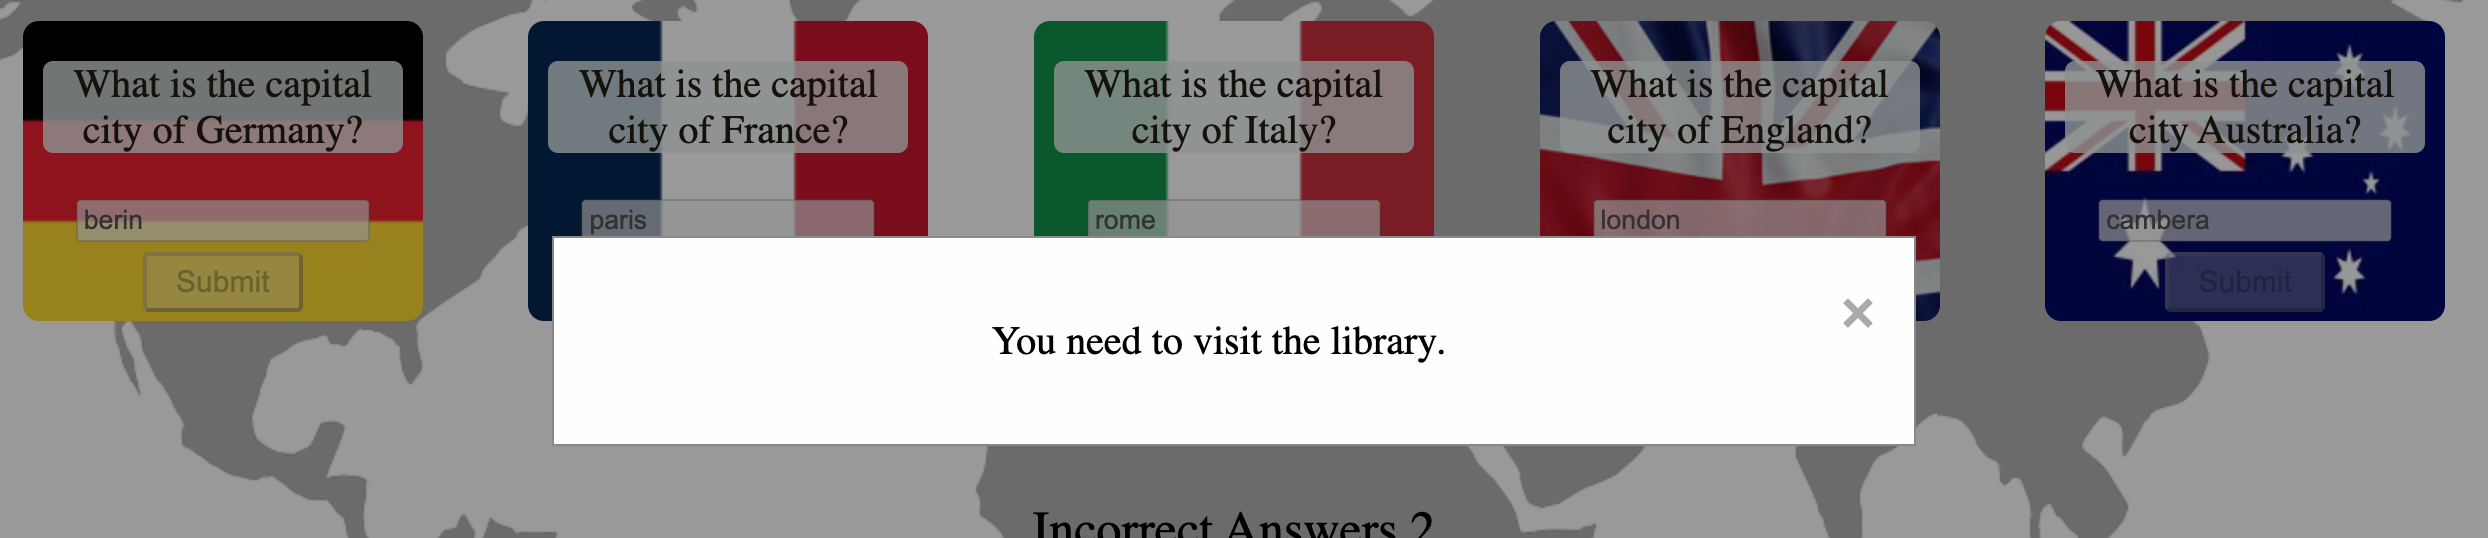 What is the capital
city of Germany?
berin
Submit
What is the capital
city of France?
paris
What is the capital
city of Italy?
rome
What is the capital
city of England?
london
What is the capital
city Australia?
cambera
Submit
You need to visit the library.
×
Incorrect Answers 2